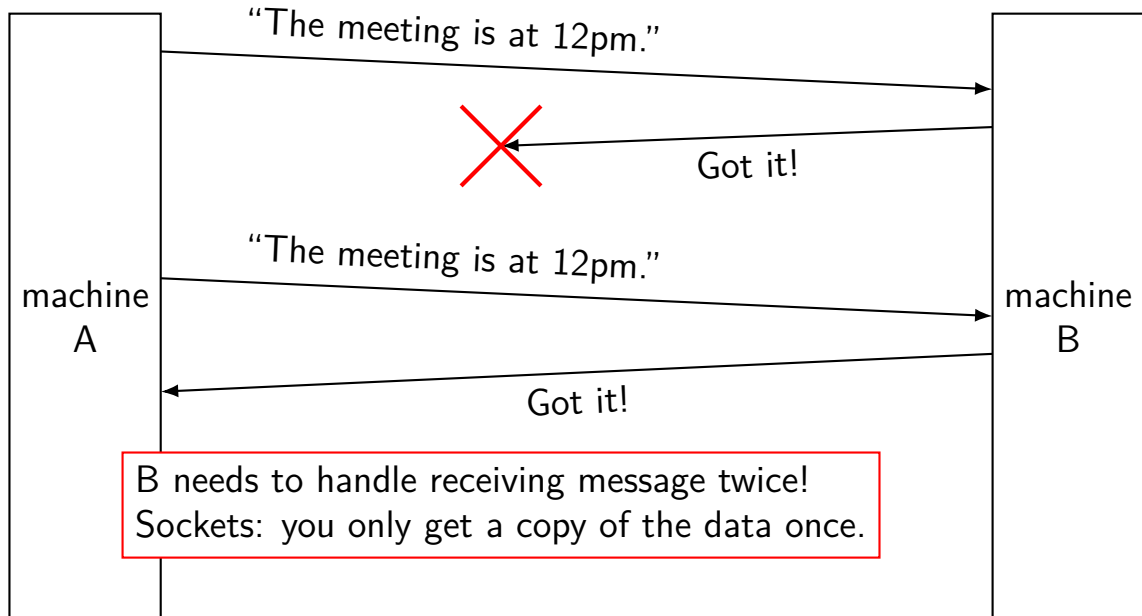 “The meeting is at 12pm.”
Got it!
“The meeting is at 12pm.”
machine
A
machine
B
Got it!
B needs to handle receiving message twice!
Sockets: you only get a copy of the data once.